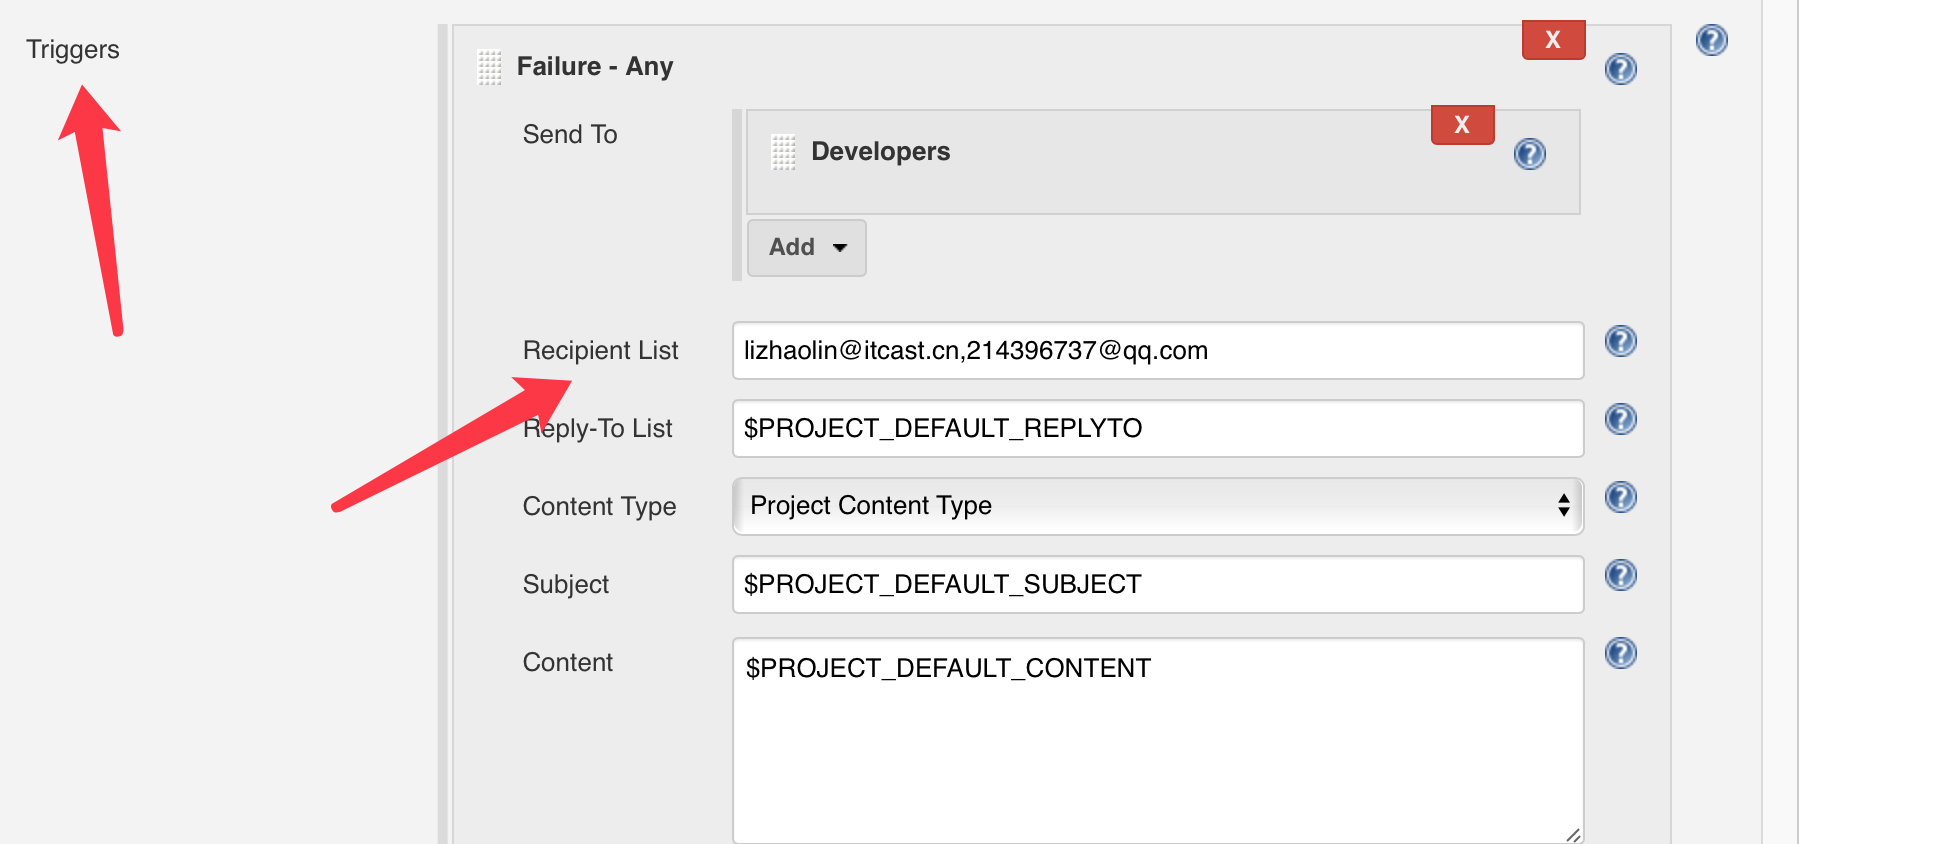 Triggers
Failure - Any
X
?
?
Send To
Developers
X
?
Add
Recipient List
lizhaolin@itcast.cn,214396737@qq.com
?
Reply-To List
$PROJECT_DEFAULT_REPLYTO
?
Content Type
Project Content Type
?
Subject
$PROJECT_DEFAULT_SUBJECT
?
Content
$PROJECT_DEFAULT_CONTENT
?